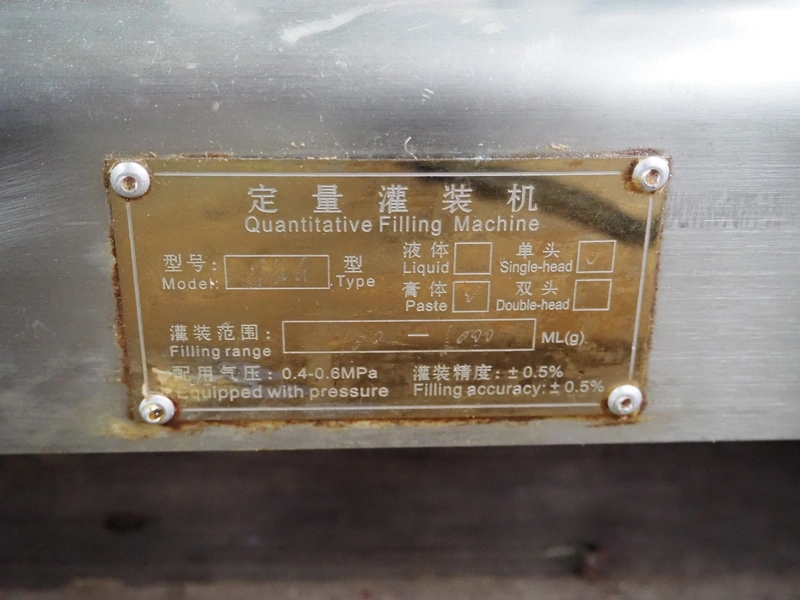 定量灌装机
Quantitative Filling Machine
型号: 型 液体 单头 ✓
Model: .Type Liquid Single-head
膏体 ✓ 双头
Paste Double-head
灌装范围: — ML(g)
Filling range
配用气压: 0.4-0.6MPa 灌装精度: ±0.5%
Equipped with pressure Filling accuracy: ±0.5%